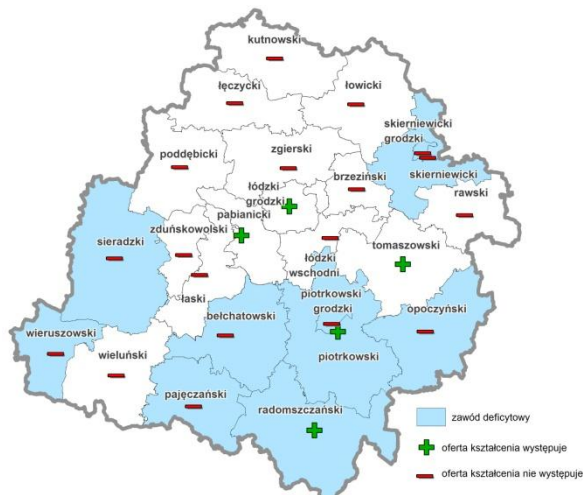 kutnowski
łęczycki
łowicki
skierniewicki
grodzki
poddębicki
zgierski
brzeziński
skierniewicki
rawski
łódzki
grodzki
pabianicki
zduńskowolski
sieradzki
tomaszowski
łódzki
wschodni
łaski
piotrkowski
grodzki
bełchatowski
opoczyński
wieruszowski
wieluński
piotrkowski
pajęczański
radomszczański
zawód deficytowy
oferta kształcenia występuje
oferta kształcenia nie występuje